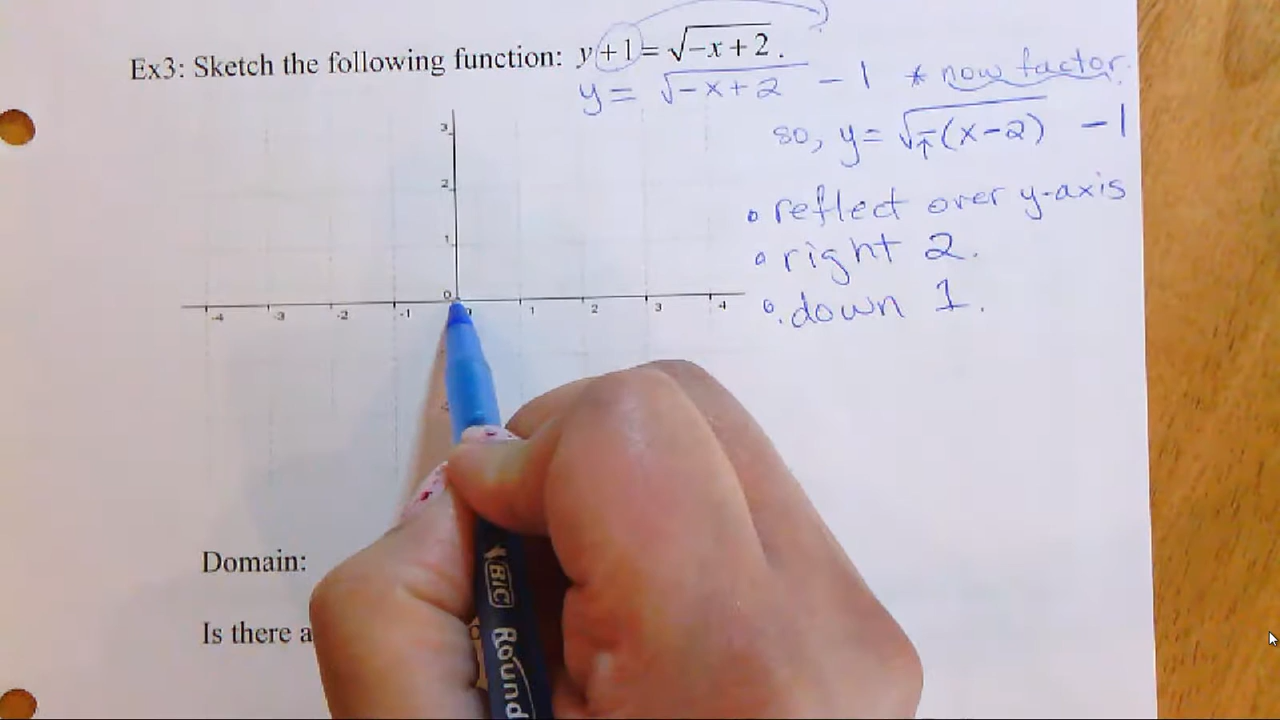 Ex3: Sketch the following function: y+1=√-x+2.
y= √-x+2 -1 * now factor.
so, y= √-(x-2) -1
• reflect over y-axis
• right 2.
• down 1.
3
2
1
0
-4 -3 -2 -1 1 2 3 4
Domain:
Is there a
BIC Round